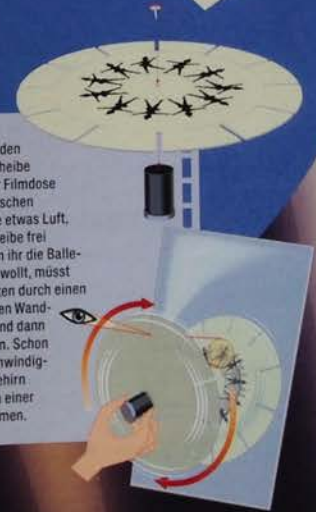 den
heibe
Filmdose
schen
e etwas Luft,
eibe frei
n ihr die Balle-
wollt, müsst
ten durch einen
en Wand-
nd dann
n. Schon
hwindig-
ehirn
einer
men.